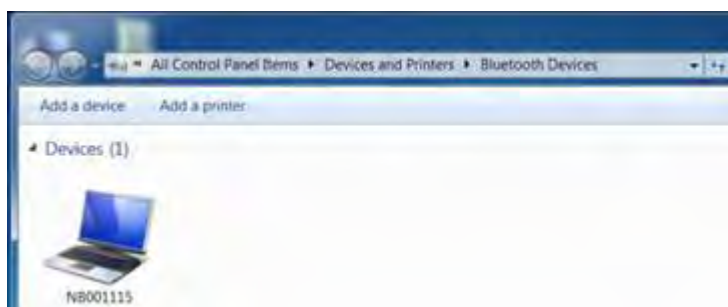 All Control Panel Items ▸ Devices and Printers ▸ Bluetooth Devices
Add a device Add a printer
Devices (1)
NB001115